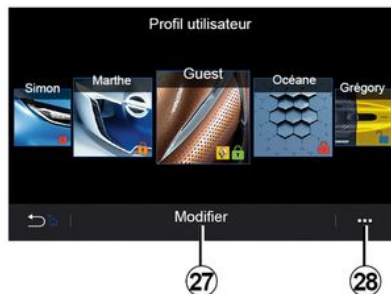 Profil utilisateur
Simon
Marthe
Guest
Océane
Grégory
Modifier
27
28